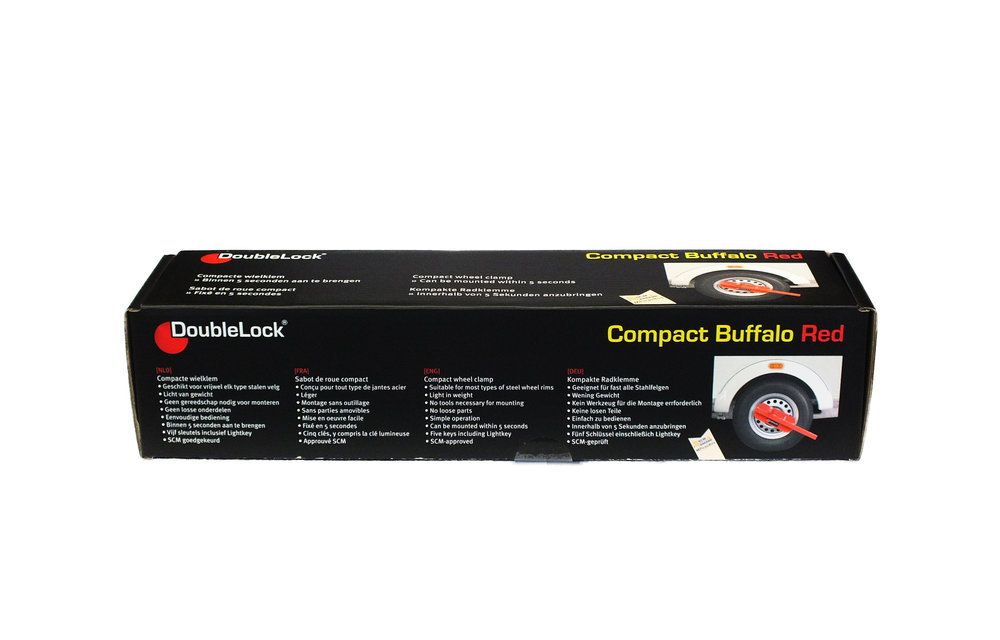 DoubleLock®
Compact Buffalo Red
Compacte wielklem
» Binnen 5 seconden aan te brengen
Sabot de roue compact
» Fixé en 5 secondes
Compact wheel clamp
» Can be mounted within 5 seconds
Kompakte Radklemme
» Innerhalb von 5 Sekunden anzubringen
DoubleLock®
Compact Buffalo Red
[NLD]
Compacte wielklem
• Geschikt voor vrijwel elk type stalen velg
• Licht van gewicht
• Geen gereedschap nodig voor monteren
• Geen losse onderdelen
• Eenvoudige bediening
• Binnen 5 seconden aan te brengen
• Vijf sleutels inclusief Lightkey
• SCM goedgekeurd
[FRA]
Sabot de roue compact
• Conçu pour tout type de jantes acier
• Léger
• Montage sans outillage
• Sans parties amovibles
• Mise en oeuvre facile
• Fixé en 5 secondes
• Cinq clés, y compris la clé lumineuse
• Approuvé SCM
[ENG]
Compact wheel clamp
• Suitable for most types of steel wheel rims
• Light in weight
• No tools necessary for mounting
• No loose parts
• Simple operation
• Can be mounted within 5 seconds
• Five keys including Lightkey
• SCM-approved
[DEU]
Kompakte Radklemme
• Geeignet für fast alle Stahlfelgen
• Wening Gewicht
• Kein Werkzeug für die Montage errforderlich
• Keine losen Teile
• Einfach zu bedienen
• Innerhalb von 5 Sekunden anzubringen
• Fünf Schlüssel einschließlich Lightkey
• SCM-geprüft